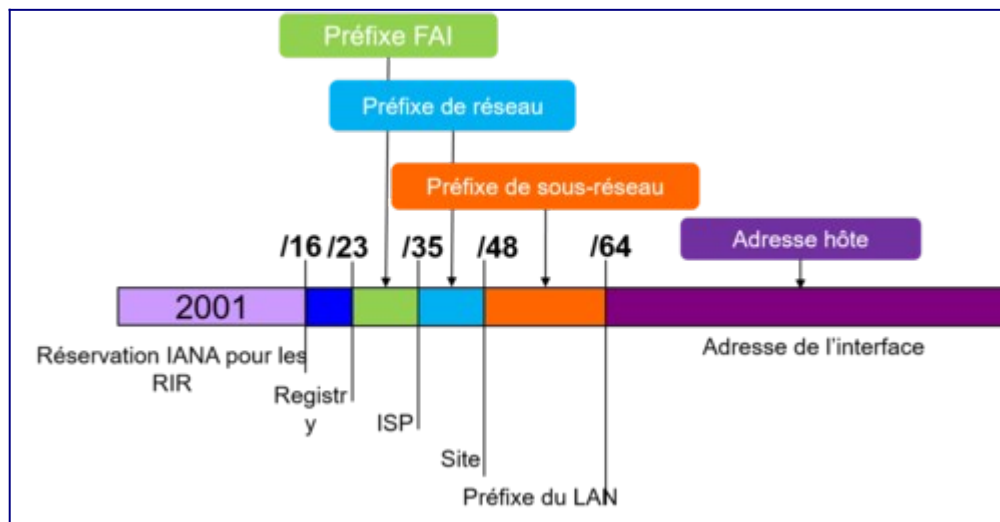 Préfixe FAI
Préfixe de réseau
Préfixe de sous-réseau
Adresse hôte
/16 /23 /35 /48 /64
2001
Réservation IANA pour les
RIR
Registr
y
ISP
Site
Préfixe du LAN
Adresse de l'interface